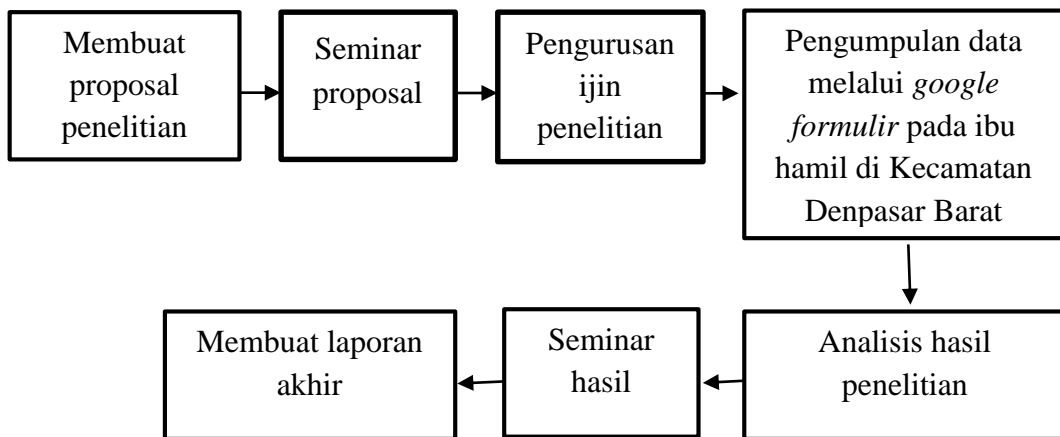 Membuat
proposal
penelitian
Seminar
proposal
Pengurusan
ijin
penelitian
Pengumpulan data
melalui google
formulir pada ibu
hamil di Kecamatan
Denpasar Barat
Analisis hasil
penelitian
Seminar
hasil
Membuat laporan
akhir